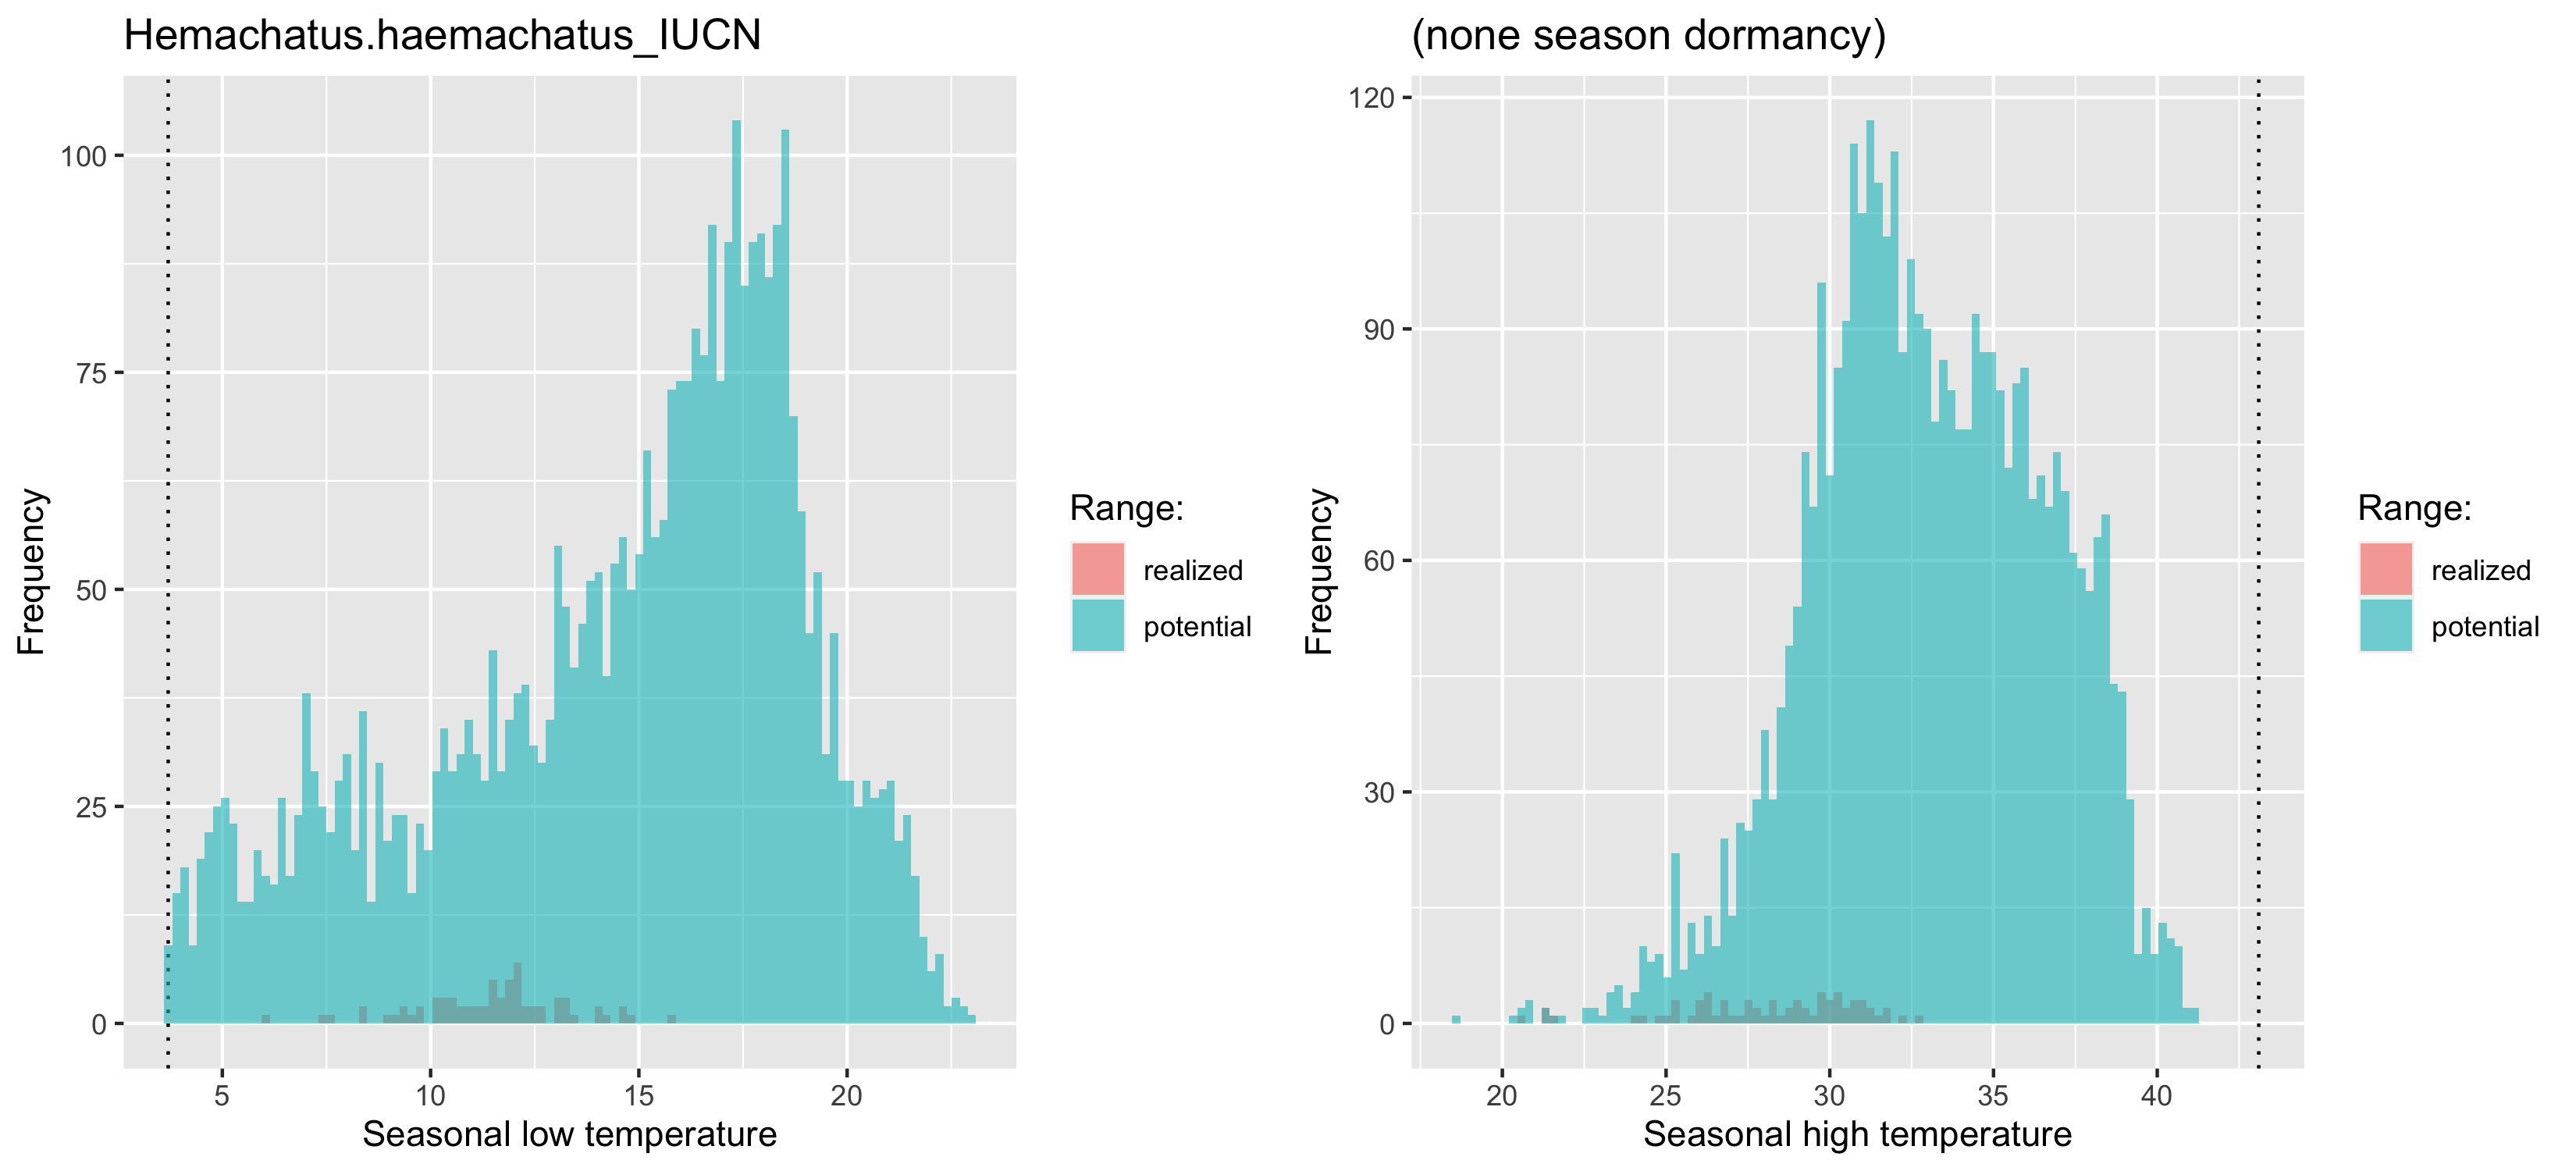 Hemachatus.haemachatus_IUCN
Frequency
100
75
50
25
0
5 10 15 20
Seasonal low temperature
Range:
realized
potential
(none season dormancy)
Frequency
120
90
60
30
0
20 25 30 35 40
Seasonal high temperature
Range:
realized
potential